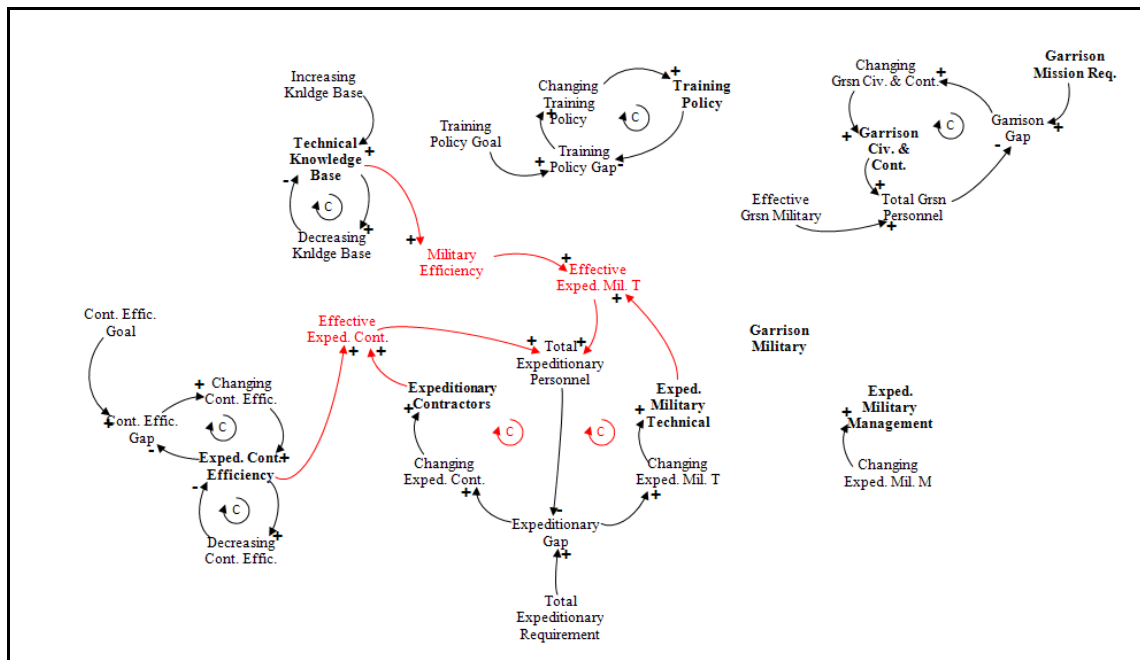 Increasing
Knldge Base
Technical
Knowledge
Base
+
-
C
+
Decreasing
Knldge Base
Changing
Training
Policy
+
+
Training
Policy
C
Training
Policy Goal
+
Training
Policy Gap
-
Changing
Grsn Civ. & Cont.
+
Garrison
Mission Req.
C
Garrison
Gap
+
-
+
Garrison
Civ. &
Cont.
+
Effective
Grsn Military
Total Grsn
Personnel
+
+
Military
Efficiency
+
Effective
Exped. Mil. T
+
Cont. Effic.
Goal
Effective
Exped. Cont.
+
+
+
+
Total
Expeditionary
Personnel
Garrison
Military
+
Changing
Cont. Effic.
+
Cont. Effic.
Gap
-
C
Exped. Cont.
Efficiency
+
-
C
+
Decreasing
Cont. Effic.
Expeditionary
Contractors
+
C
C
Exped.
Military
Technical
+
Changing
Exped. Cont.
+
Changing
Exped. Mil. T
+
-
Expeditionary
Gap
+
Total
Expeditionary
Requirement
Exped.
Military
Management
+
Changing
Exped. Mil. M